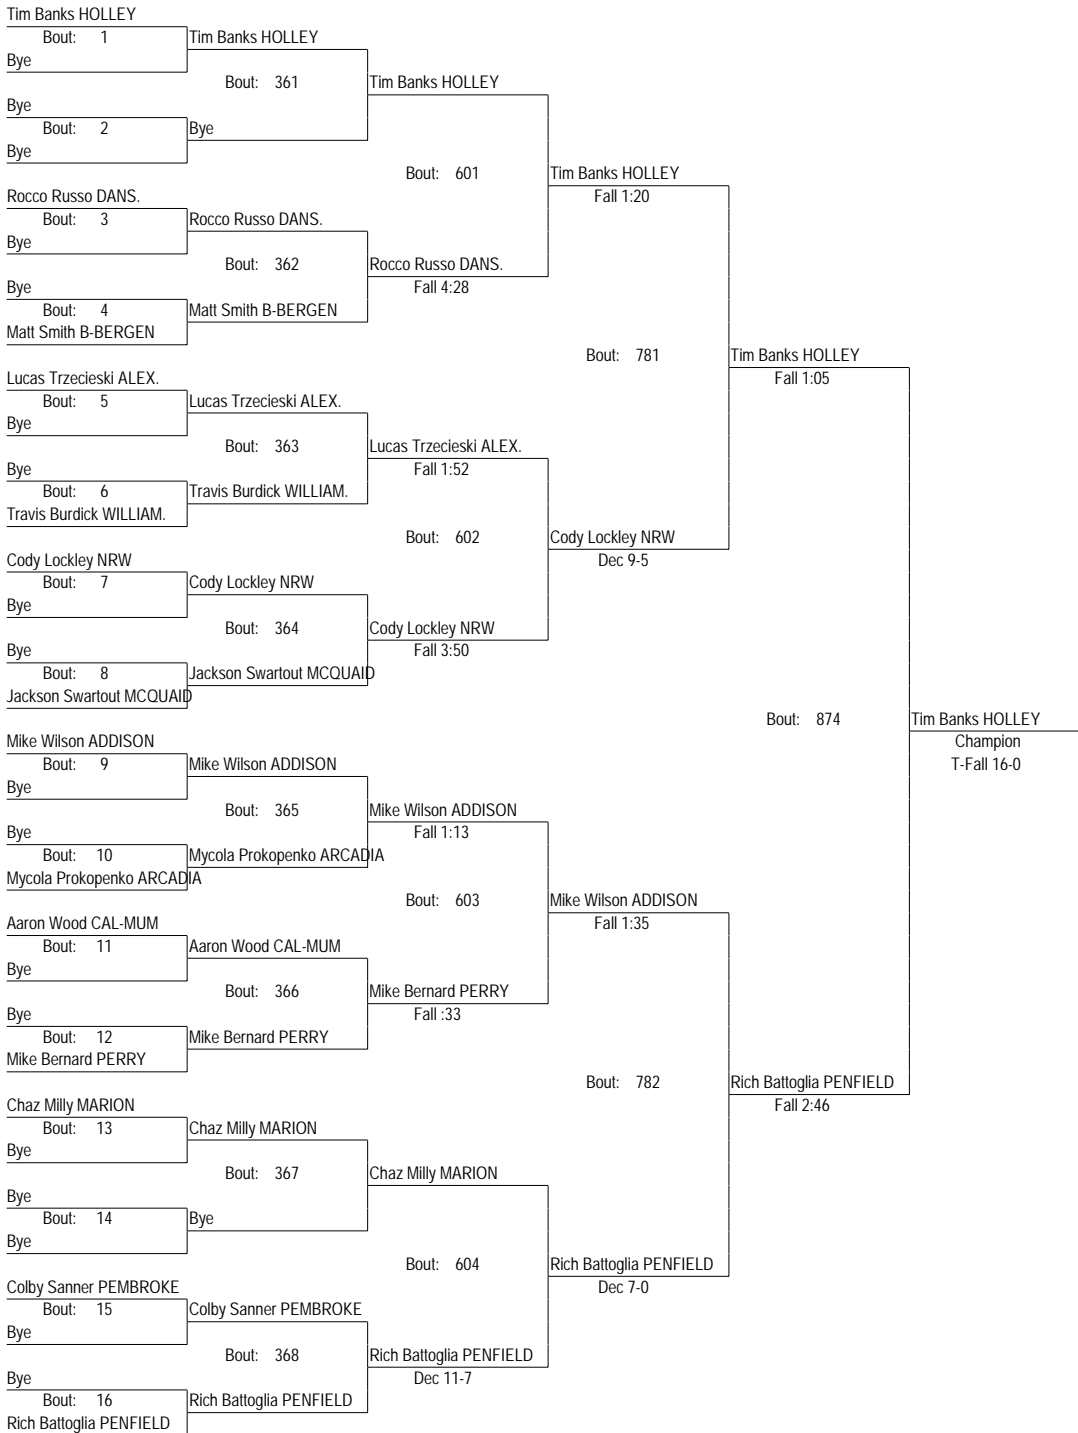 Tim Banks HOLLEY
Bout: 1 Tim Banks HOLLEY
Bye
Bout: 361 Tim Banks HOLLEY
Bye
Bout: 2 Bye
Bye
Bout: 601 Tim Banks HOLLEY
Rocco Russo DANS. Fall 1:20
Bout: 3 Rocco Russo DANS.
Bye
Bout: 362 Rocco Russo DANS.
Bye Fall 4:28
Bout: 4 Matt Smith B-BERGEN
Matt Smith B-BERGEN
Bout: 781 Tim Banks HOLLEY
Lucas Trzecieski ALEX. Fall 1:05
Bout: 5 Lucas Trzecieski ALEX.
Bye
Bout: 363 Lucas Trzecieski ALEX.
Bye Fall 1:52
Bout: 6 Travis Burdick WILLIAM.
Travis Burdick WILLIAM.
Bout: 602 Cody Lockley NRW
Cody Lockley NRW Dec 9-5
Bout: 7 Cody Lockley NRW
Bye
Bout: 364 Cody Lockley NRW
Bye Fall 3:50
Bout: 8 Jackson Swartout MCQUAID
Jackson Swartout MCQUAID
Bout: 874 Tim Banks HOLLEY
Mike Wilson ADDISON Champion
Bout: 9 Mike Wilson ADDISON T-Fall 16-0
Bye
Bout: 365 Mike Wilson ADDISON
Bye Fall 1:13
Bout: 10 Mycola Prokopenko ARCADIA
Mycola Prokopenko ARCADIA
Bout: 603 Mike Wilson ADDISON
Aaron Wood CAL-MUM Fall 1:35
Bout: 11 Aaron Wood CAL-MUM
Bye
Bout: 366 Mike Bernard PERRY
Bye Fall :33
Bout: 12 Mike Bernard PERRY
Mike Bernard PERRY
Bout: 782 Rich Battoglia PENFIELD
Chaz Milly MARION Fall 2:46
Bout: 13 Chaz Milly MARION
Bye
Bout: 367 Chaz Milly MARION
Bye
Bout: 14 Bye
Bye
Bout: 604 Rich Battoglia PENFIELD
Colby Sanner PEMBROKE Dec 7-0
Bout: 15 Colby Sanner PEMBROKE
Bye
Bout: 368 Rich Battoglia PENFIELD
Bye Dec 11-7
Bout: 16 Rich Battoglia PENFIELD
Rich Battoglia PENFIELD